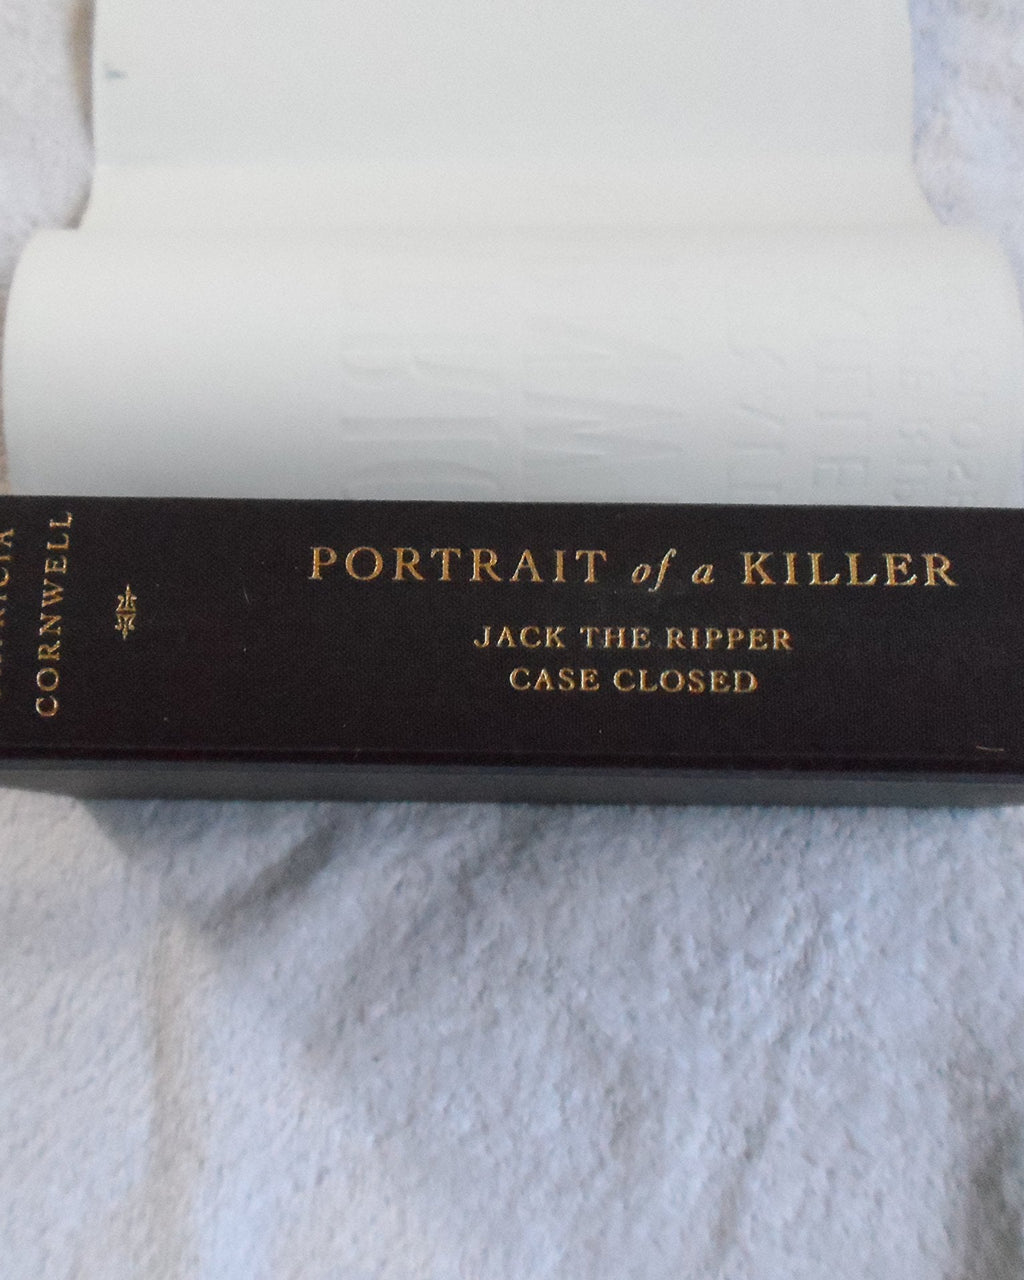 CORNWELL
PORTRAIT of a KILLER
JACK THE RIPPER
CASE CLOSED